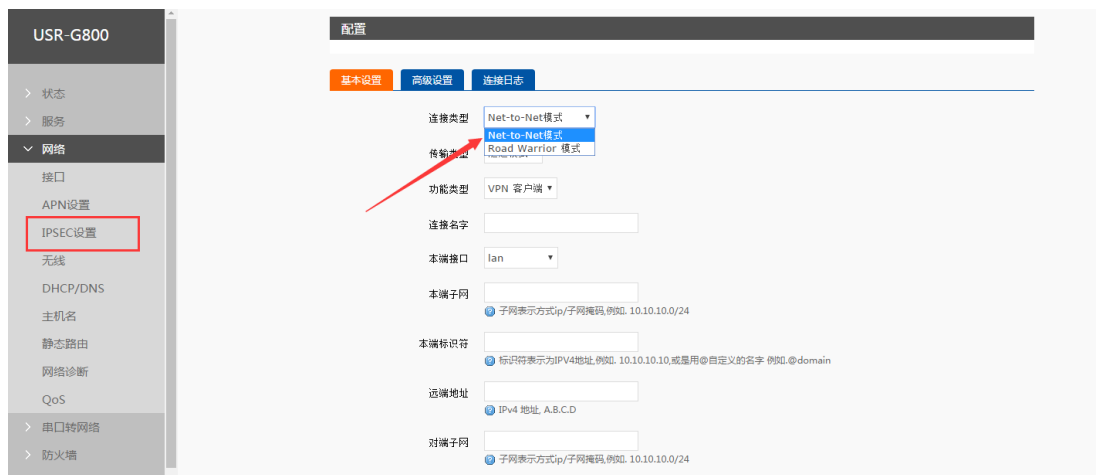 USR-G800
状态
服务
网络
接口
APN设置
IPSEC设置
无线
DHCP/DNS
主机名
静态路由
网络诊断
QoS
串口转网络
防火墙
配置
基本设置 高级设置 连接日志
连接类型 Net-to-Net模式
Net-to-Net模式
Road Warrior 模式
传输类型
功能类型 VPN 客户端
连接名字
本端接口 lan
本端子网
子网表示方式ip/子网掩码,例如. 10.10.10.0/24
本端标识符
标识符表示为IPV4地址,例如. 10.10.10.10,或是用@自定义的名字 例如.@domain
远端地址
IPv4 地址, A.B.C.D
对端子网
子网表示方式ip/子网掩码,例如. 10.10.10.0/24